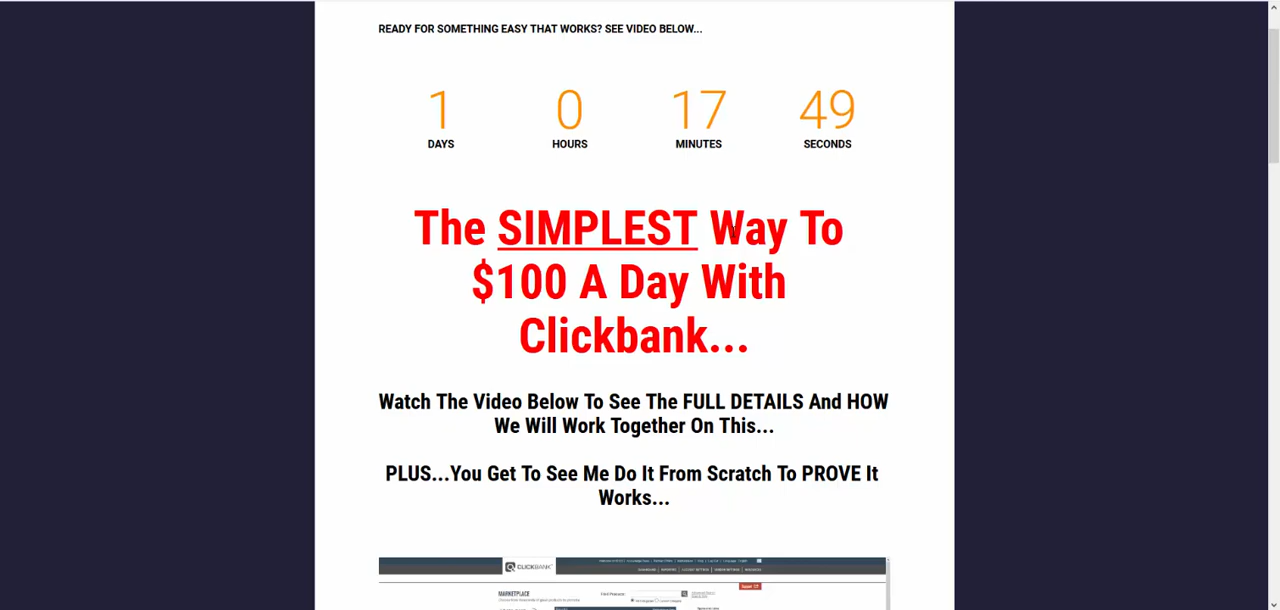 READY FOR SOMETHING EASY THAT WORKS? SEE VIDEO BELOW...
1 0 17 49
DAYS HOURS MINUTES SECONDS
The SIMPLEST Way To
$100 A Day With
Clickbank...
Watch The Video Below To See The FULL DETAILS And HOW
We Will Work Together On This...
PLUS...You Get To See Me Do It From Scratch To PROVE It
Works...
CLICKBANK
MARKETPLACE